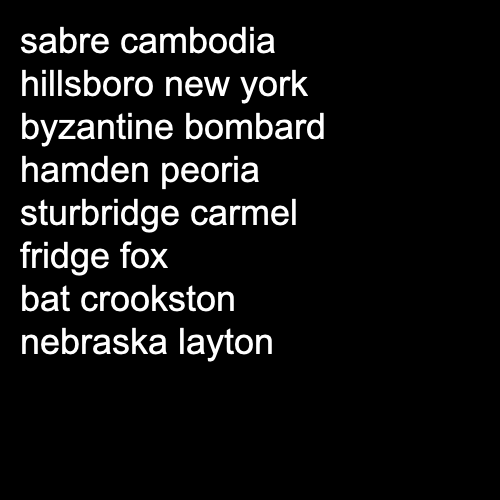 sabre cambodia
hillsboro new york
byzantine bombard
hamden peoria
sturbridge carmel
fridge fox
bat crookston
nebraska layton